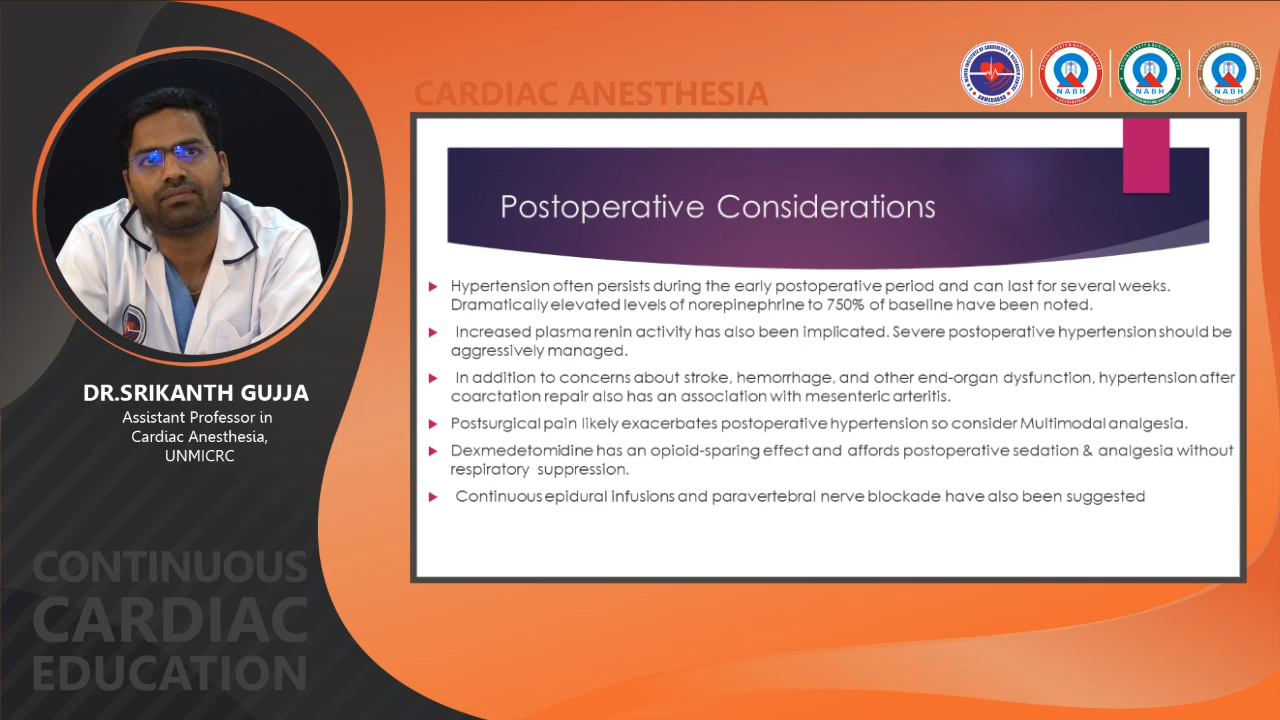 CARDIAC ANESTHESIA
NABH
NABH
NABH
Postoperative Considerations
Hypertension often persists during the early postoperative period and can last for several weeks.
Dramatically elevated levels of norepinephrine to 750% of baseline have been noted.
Increased plasma renin activity has also been implicated. Severe postoperative hypertension should be
aggressively managed.
In addition to concerns about stroke, hemorrhage, and other end-organ dysfunction, hypertension after
coarctation repair also has an association with mesenteric arteritis.
Postsurgical pain likely exacerbates postoperative hypertension so consider Multimodal analgesia.
Dexmedetomidine has an opioid-sparing effect and affords postoperative sedation & analgesia without
respiratory suppression.
Continuous epidural infusions and paravertebral nerve blockade have also been suggested
DR.SRIKANTH GUJJA
Assistant Professor in
Cardiac Anesthesia,
UNMICRC
CONTINUOUS
CARDIAC
EDUCATION